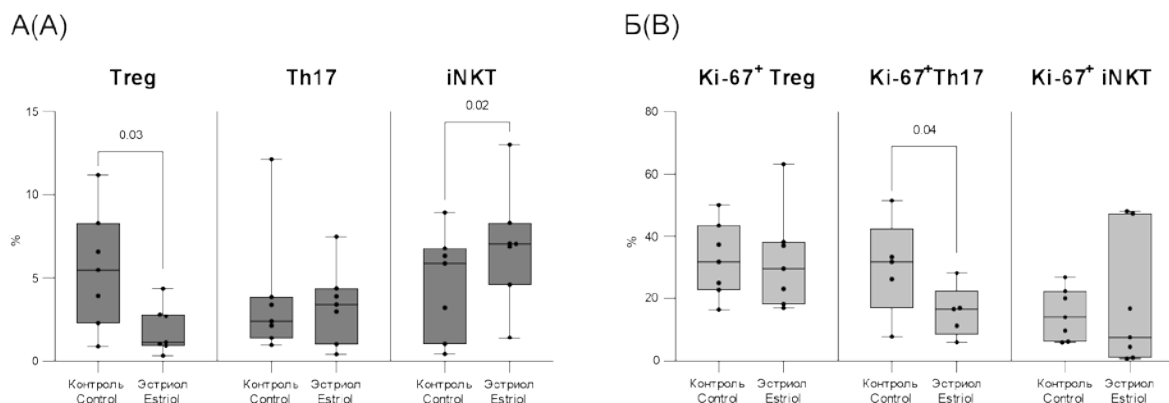 А(A)
Treg
Th17
iNKT
15
10
5
0
%
0.03
0.02
Контроль
Control
Эстриол
Estriol
Контроль
Control
Эстриол
Estriol
Контроль
Control
Эстриол
Estriol
Б(B)
Ki-67+ Treg
Ki-67+Th17
Ki-67+ iNKT
80
60
40
20
0
%
0.04
Контроль
Control
Эстриол
Estriol
Контроль
Control
Эстриол
Estriol
Контроль
Control
Эстриол
Estriol